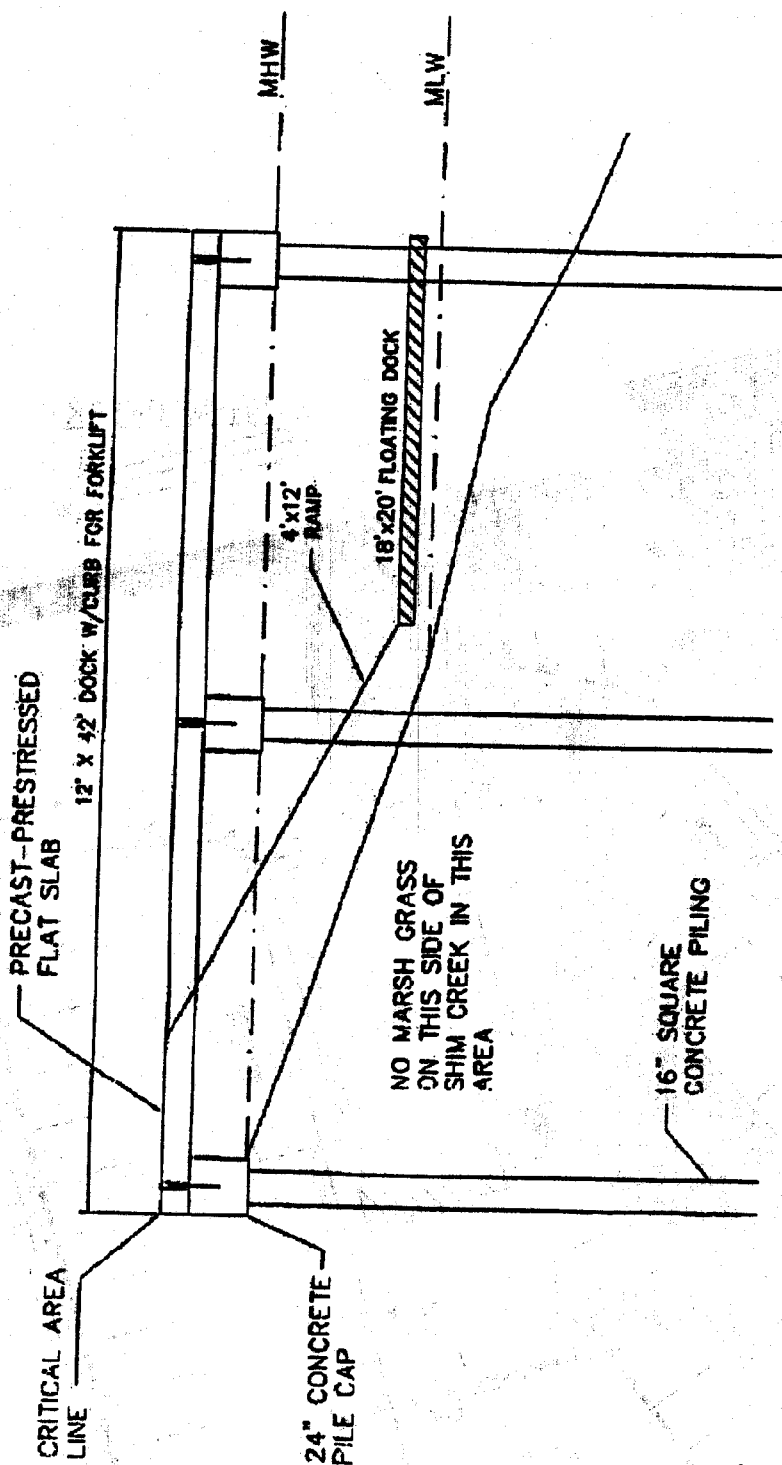 CRITICAL AREA
LINE
PRECAST-PRESTRESSED
FLAT SLAB
12" X 42' DOCK W/CURB FOR FORKLIFT
MHW
MLW
4'x12'
RAMP
18'x20' FLOATING DOCK
24" CONCRETE
PILE CAP
NO MARSH GRASS
ON THIS SIDE OF
SHIM CREEK IN THIS
AREA
16" SQUARE
CONCRETE PILING